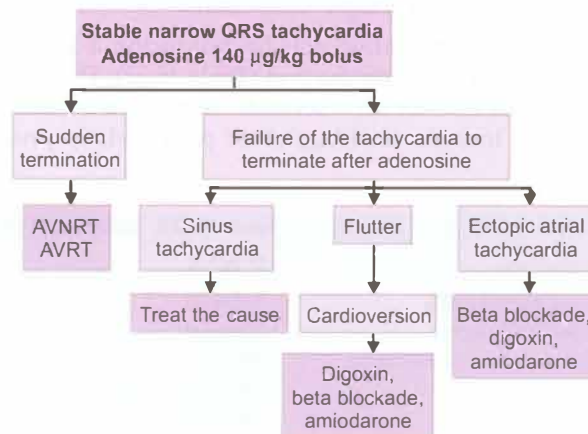 Stable narrow QRS tachycardia
Adenosine 140 μg/kg bolus
Sudden
termination
Failure of the tachycardia to
terminate after adenosine
AVNRT
AVRT
Sinus
tachycardia
Flutter
Ectopic atrial
tachycardia
Treat the cause
Cardioversion
Beta blockade,
digoxin,
amiodarone
Digoxin,
beta blockade,
amiodarone